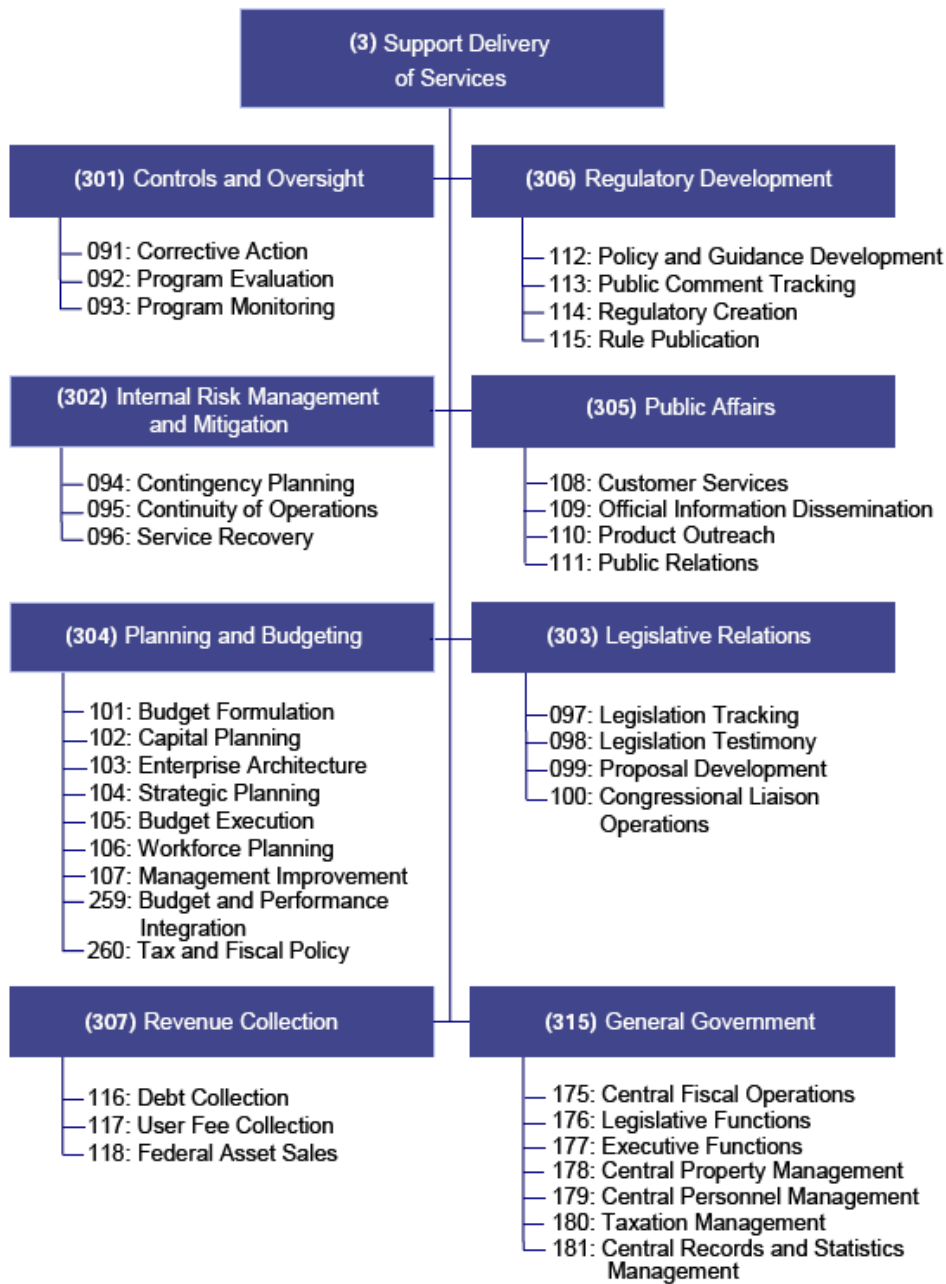 (3) Support Delivery
of Services
(301) Controls and Oversight
091: Corrective Action
092: Program Evaluation
093: Program Monitoring
(306) Regulatory Development
112: Policy and Guidance Development
113: Public Comment Tracking
114: Regulatory Creation
115: Rule Publication
(302) Internal Risk Management
and Mitigation
094: Contingency Planning
095: Continuity of Operations
096: Service Recovery
(305) Public Affairs
108: Customer Services
109: Official Information Dissemination
110: Product Outreach
111: Public Relations
(304) Planning and Budgeting
101: Budget Formulation
102: Capital Planning
103: Enterprise Architecture
104: Strategic Planning
105: Budget Execution
106: Workforce Planning
107: Management Improvement
259: Budget and Performance
Integration
260: Tax and Fiscal Policy
(303) Legislative Relations
097: Legislation Tracking
098: Legislation Testimony
099: Proposal Development
100: Congressional Liaison
Operations
(307) Revenue Collection
116: Debt Collection
117: User Fee Collection
118: Federal Asset Sales
(315) General Government
175: Central Fiscal Operations
176: Legislative Functions
177: Executive Functions
178: Central Property Management
179: Central Personnel Management
180: Taxation Management
181: Central Records and Statistics
Management